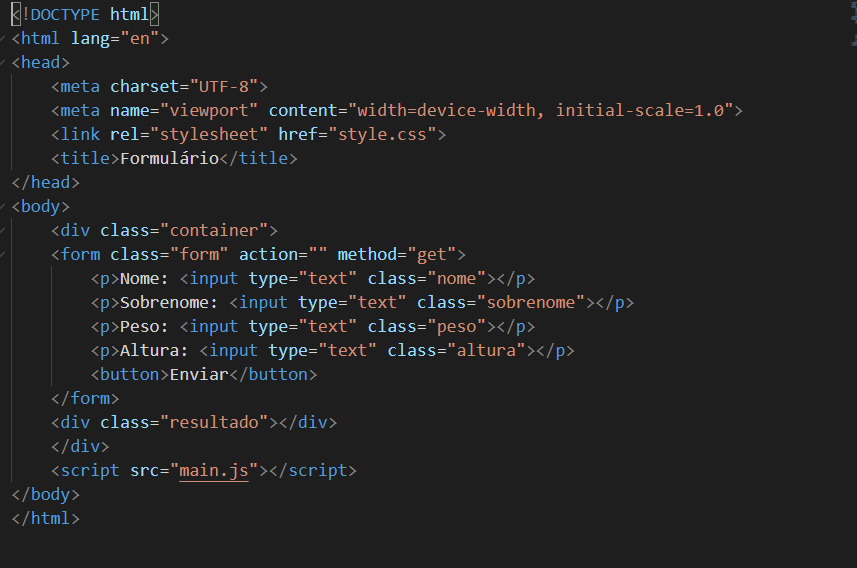 <!DOCTYPE html>
<html lang="en">
<head>
    <meta charset="UTF-8">
    <meta name="viewport" content="width=device-width, initial-scale=1.0">
    <link rel="stylesheet" href="style.css">
    <title>Formulário</title>
</head>
<body>
    <div class="container">
    <form class="form" action="" method="get">
        <p>Nome: <input type="text" class="nome"></p>
        <p>Sobrenome: <input type="text" class="sobrenome"></p>
        <p>Peso: <input type="text" class="peso"></p>
        <p>Altura: <input type="text" class="altura"></p>
        <button>Enviar</button>
    </form>
    <div class="resultado"></div>
    </div>
    <script src="main.js"></script>
</body>
</html>